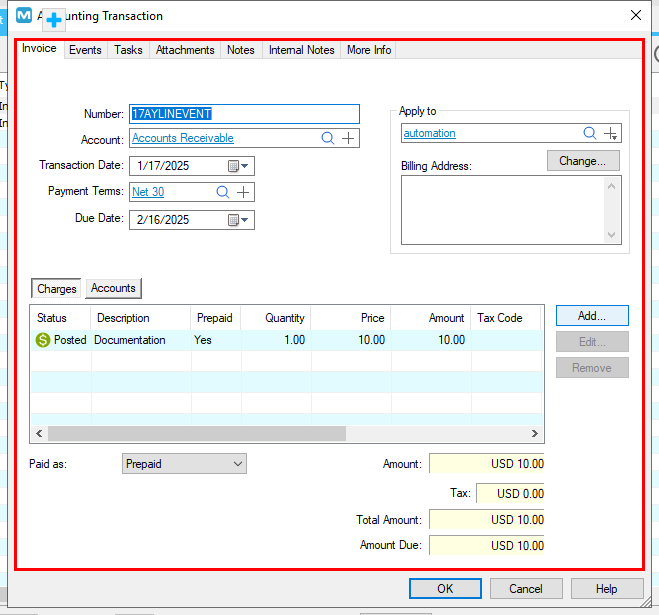 Accounting Transaction
Invoice Events Tasks Attachments Notes Internal Notes More Info
Number: 17AYLINEVENT
Account: Accounts Receivable
Transaction Date: 1/17/2025
Payment Terms: Net 30
Due Date: 2/16/2025
Apply to
automation
Change...
Billing Address:
Charges Accounts
Status Description Prepaid Quantity Price Amount Tax Code
Posted Documentation Yes 1.00 10.00 10.00
Add...
Edit...
Remove
Paid as: Prepaid
Amount: USD 10.00
Tax: USD 0.00
Total Amount: USD 10.00
Amount Due: USD 10.00
OK Cancel Help